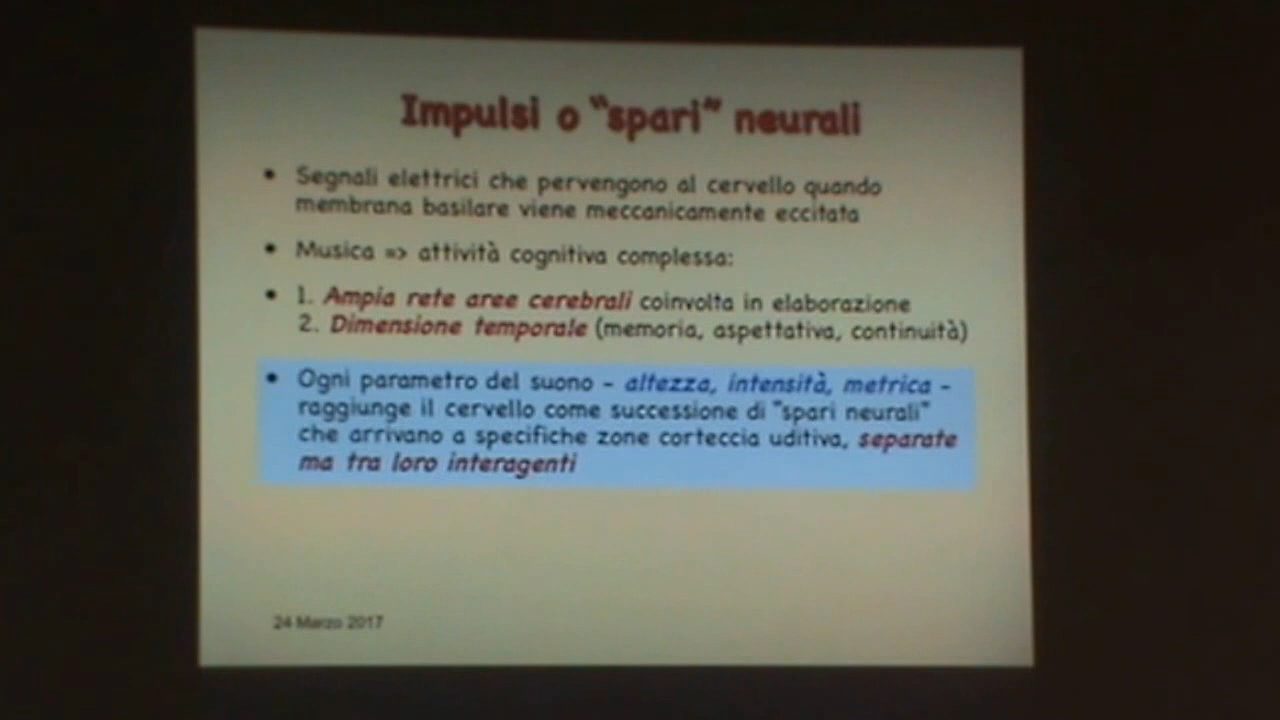 Impulsi o "spari" neurali
• Segnali elettrici che pervengono al cervello quando
membrana basilare viene meccanicamente eccitata
• Musica => attività cognitiva complessa:
• 1. Ampia rete aree cerebrali coinvolta in elaborazione
2. Dimensione temporale (memoria, aspettativa, continuità)
• Ogni parametro del suono - altezza, intensità, metrica -
raggiunge il cervello come successione di "spari neurali"
che arrivano a specifiche zone corteccia uditiva, separate
ma tra loro interagenti
24 Marzo 2017